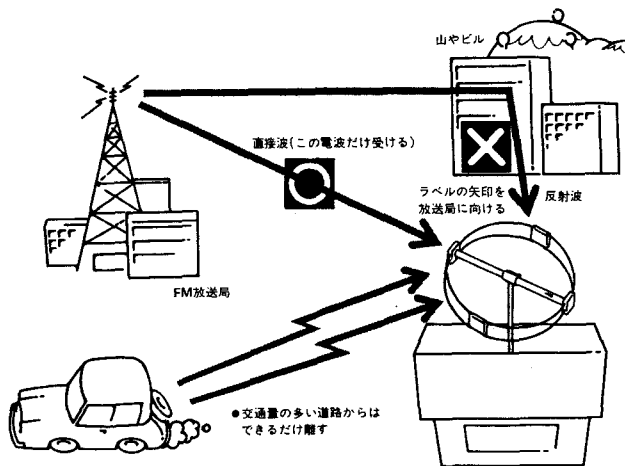 山やビル
直接波(この電波だけ受ける)
ラベルの矢印を
放送局に向ける
反射波
FM放送局
●交通量の多い道路からは
できるだけ離す